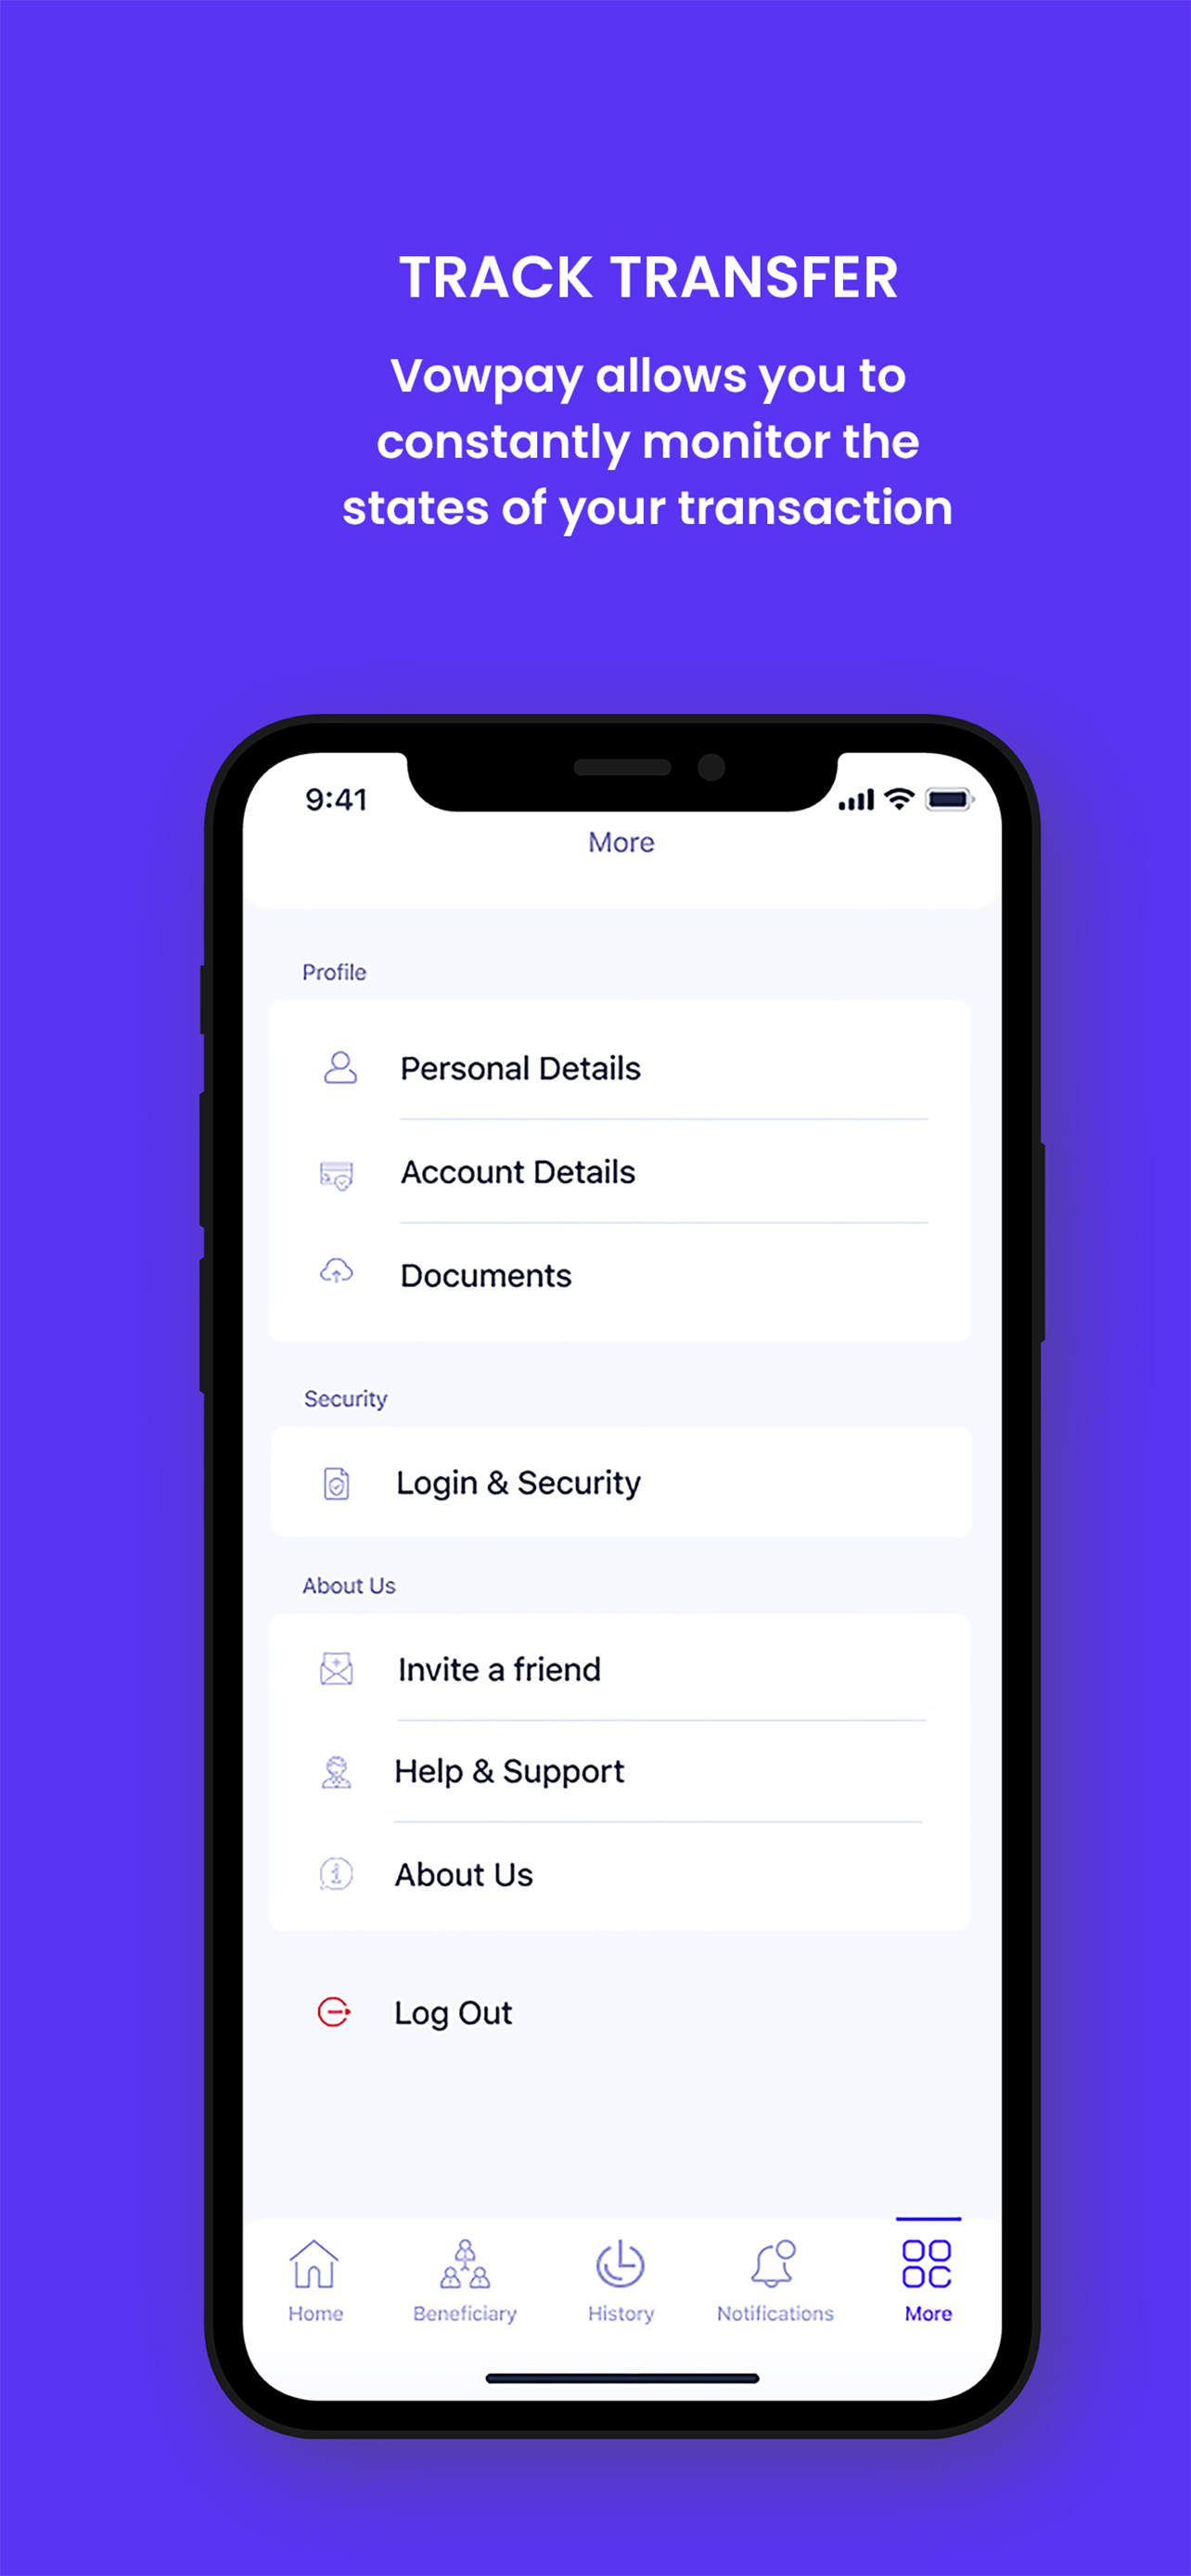 TRACK TRANSFER
Vowpay allows you to
constantly monitor the
states of your transaction
9:41
More
Profile
Personal Details
Account Details
Documents
Security
Login & Security
About Us
Invite a friend
Help & Support
About Us
Log Out
Home
Beneficiary
History
Notifications
More